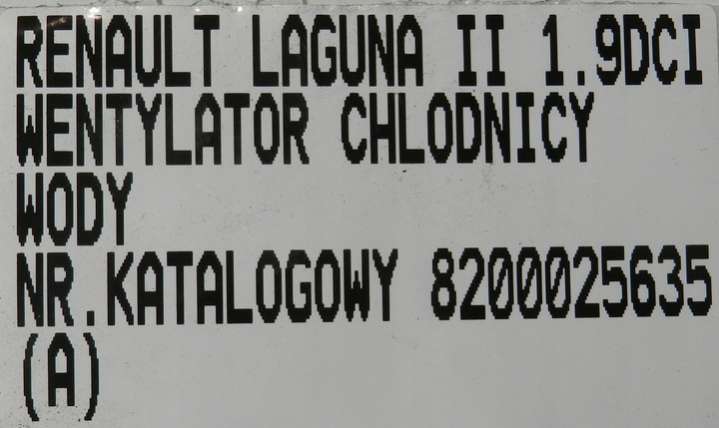 RENAULT LAGUNA II 1.9DCI
WENTYLATOR CHLODNICY
WODY
NR.KATALOGOWY 8200025635
(A)